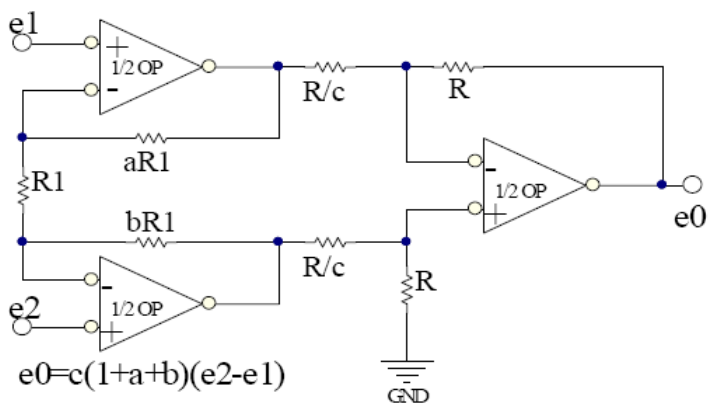 e1
+
1/2 OP
-
R/c
R
aR1
R1
-
1/2 OP
+
e0
bR1
R/c
R
-
1/2 OP
+
e2
e0=c(1+a+b)(e2-e1)
GND